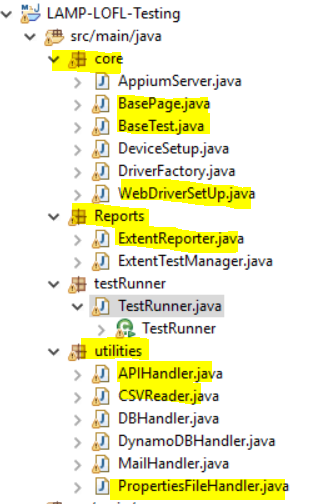 LAMP-LOFL-Testing
src/main/java
core
AppiumServer.java
BasePage.java
BaseTest.java
DeviceSetup.java
DriverFactory.java
WebDriverSetUp.java
Reports
ExtentReporter.java
ExtentTestManager.java
testRunner
TestRunner.java
TestRunner
utilities
APIHandler.java
CSVReader.java
DBHandler.java
DynamoDBHandler.java
MailHandler.java
PropertiesFileHandler.java